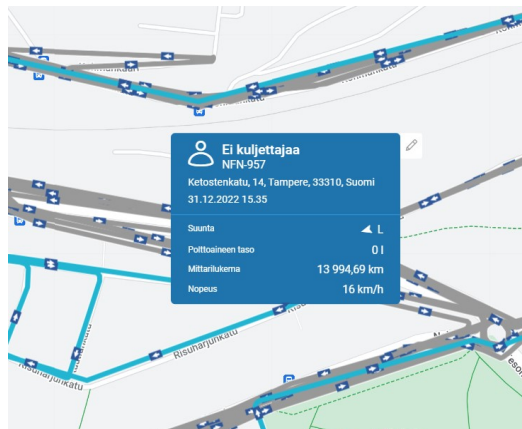 Ei kuljettajaa
NFN-957
Ketostenkatu, 14, Tampere, 33310, Suomi
31.12.2022 15.35
Suunta L
Polttoaineen taso 0 l
Mittarilukema 13 994,69 km
Nopeus 16 km/h
Risuharjunkatu